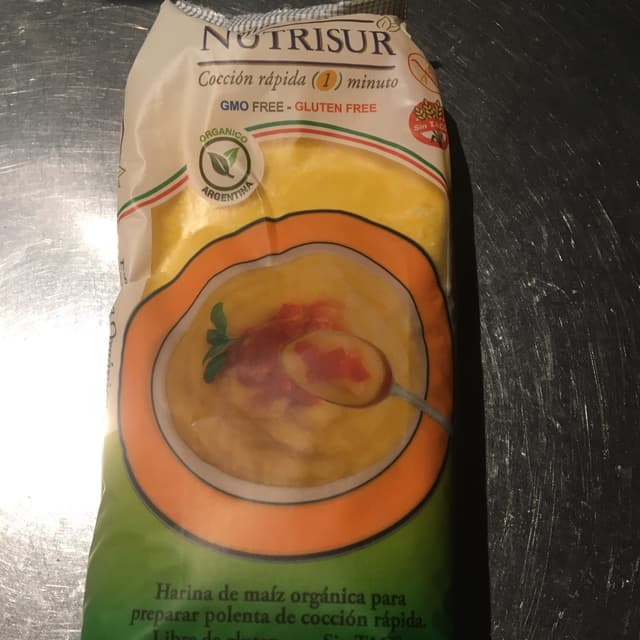 NUTRISUR
Cocción rápida (1) minuto
GMO FREE - GLUTEN FREE
ORGANICO
ARGENTINA
Harina de maíz orgánica para
preparar polenta de cocción rápida.